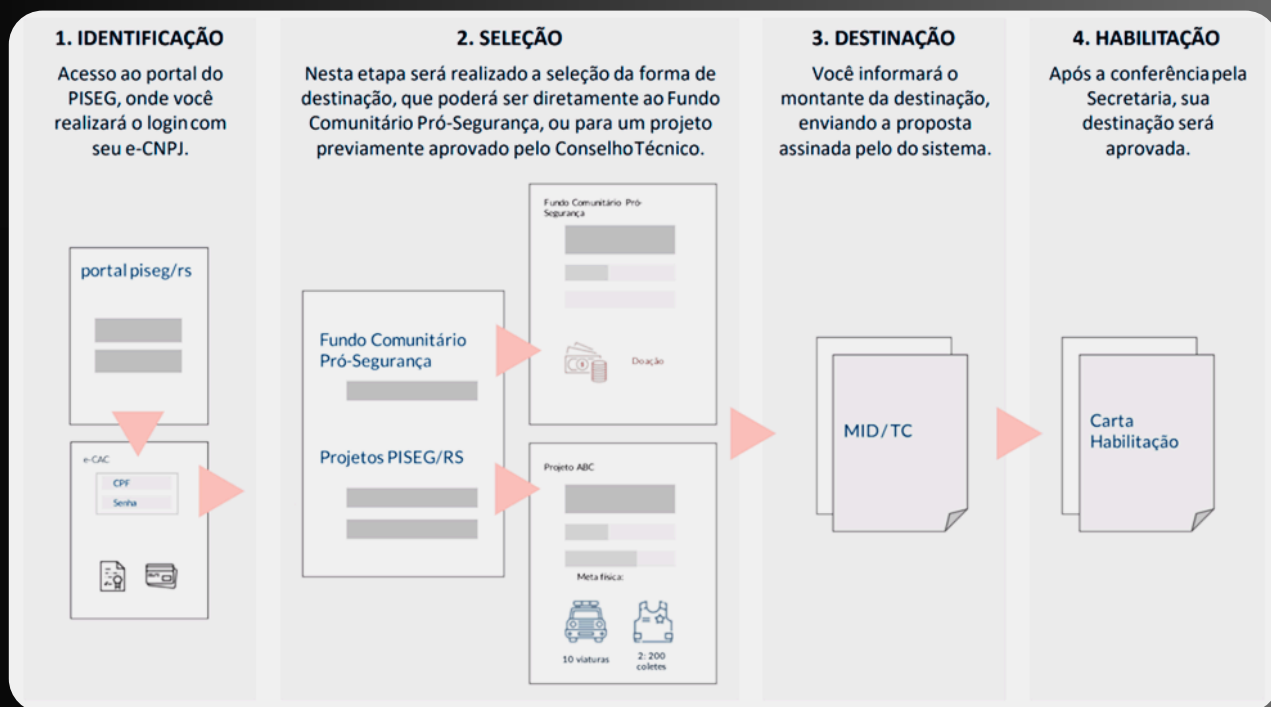 1. IDENTIFICAÇÃO
Acesso ao portal do
PISEG, onde você
realizará o login com
seu e-CNPJ.
portal piseg/rs
e-CAC
CPF
Senha
2. SELEÇÃO
Nesta etapa será realizado a seleção da forma de
destinação, que poderá ser diretamente ao Fundo
Comunitário Pró-Segurança, ou para um projeto
previamente aprovado pelo Conselho Técnico.
Fundo Comunitário
Pró-Segurança
Projetos PISEG/RS
Fundo Comunitário Pró-
Segurança
Doação
Projeto ABC
Meta física:
10 viaturas
2: 200
coletes
3. DESTINAÇÃO
Você informará o
montante da destinação,
enviando a proposta
assinada pelo do sistema.
MID/TC
4. HABILITAÇÃO
Após a conferência pela
Secretaria, sua
destinação será
aprovada.
Carta
Habilitação